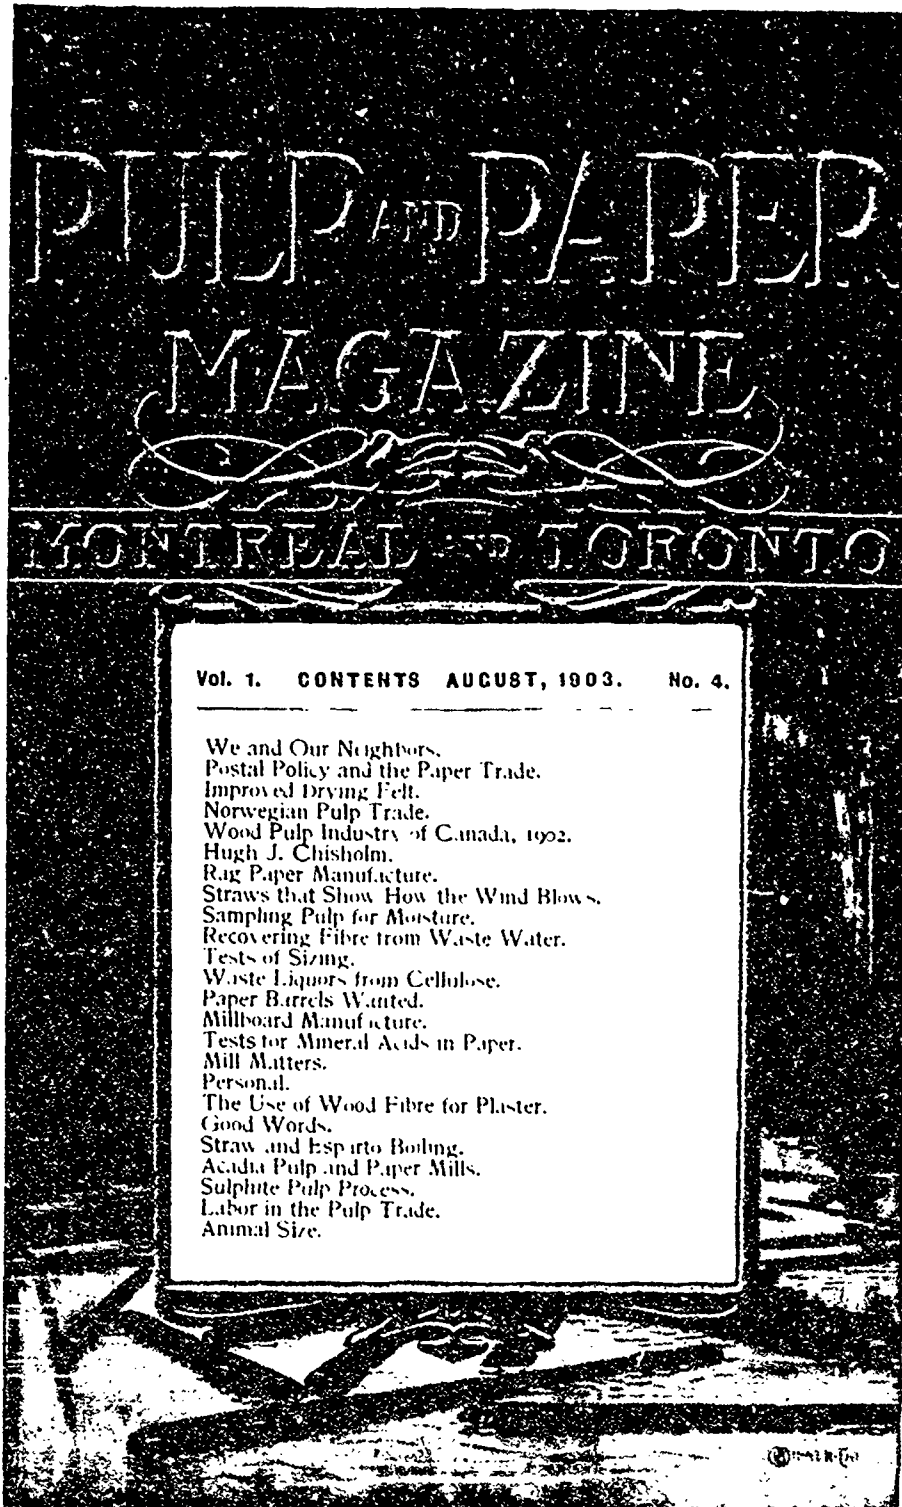 PULP AND PAPER
MAGAZINE
MONTREAL AND TORONTO
Vol. 1. CONTENTS AUGUST, 1903. No. 4.
We and Our Neighbors.
Postal Policy and the Paper Trade.
Improved Drying Felt.
Norwegian Pulp Trade.
Wood Pulp Industry of Canada, 1902.
Hugh J. Chisholm.
Rag Paper Manufacture.
Straws that Show How the Wind Blows.
Sampling Pulp for Moisture.
Recovering Fibre from Waste Water.
Tests of Sizing.
Waste Liquors from Cellulose.
Paper Barrels Wanted.
Millboard Manufacture.
Tests for Mineral Acids in Paper.
Mill Matters.
Personal.
The Use of Wood Fibre for Plaster.
Good Words.
Straw and Esparto Boiling.
Acadia Pulp and Paper Mills.
Sulphite Pulp Process.
Labor in the Pulp Trade.
Animal Size.